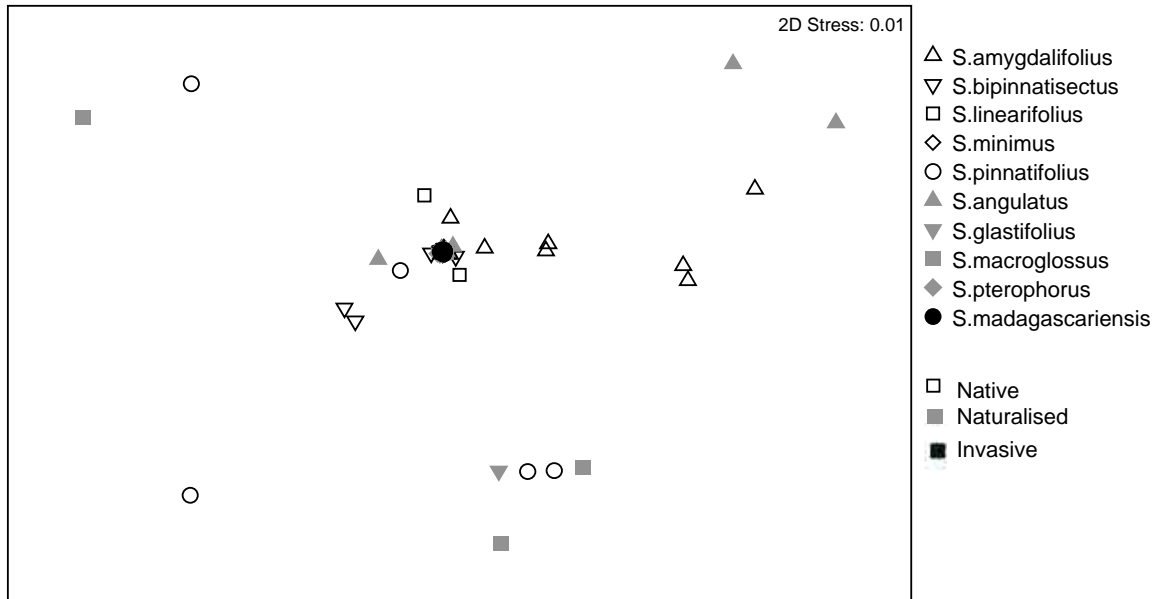 2D Stress: 0.01
S.amygdalifolius
S.bipinnatisectus
S.linearifolius
S.minimus
S.pinnatifolius
S.angulatus
S.glastifolius
S.macroglossus
S.pterophorus
S.madagascariensis
Native
Naturalised
Invasive